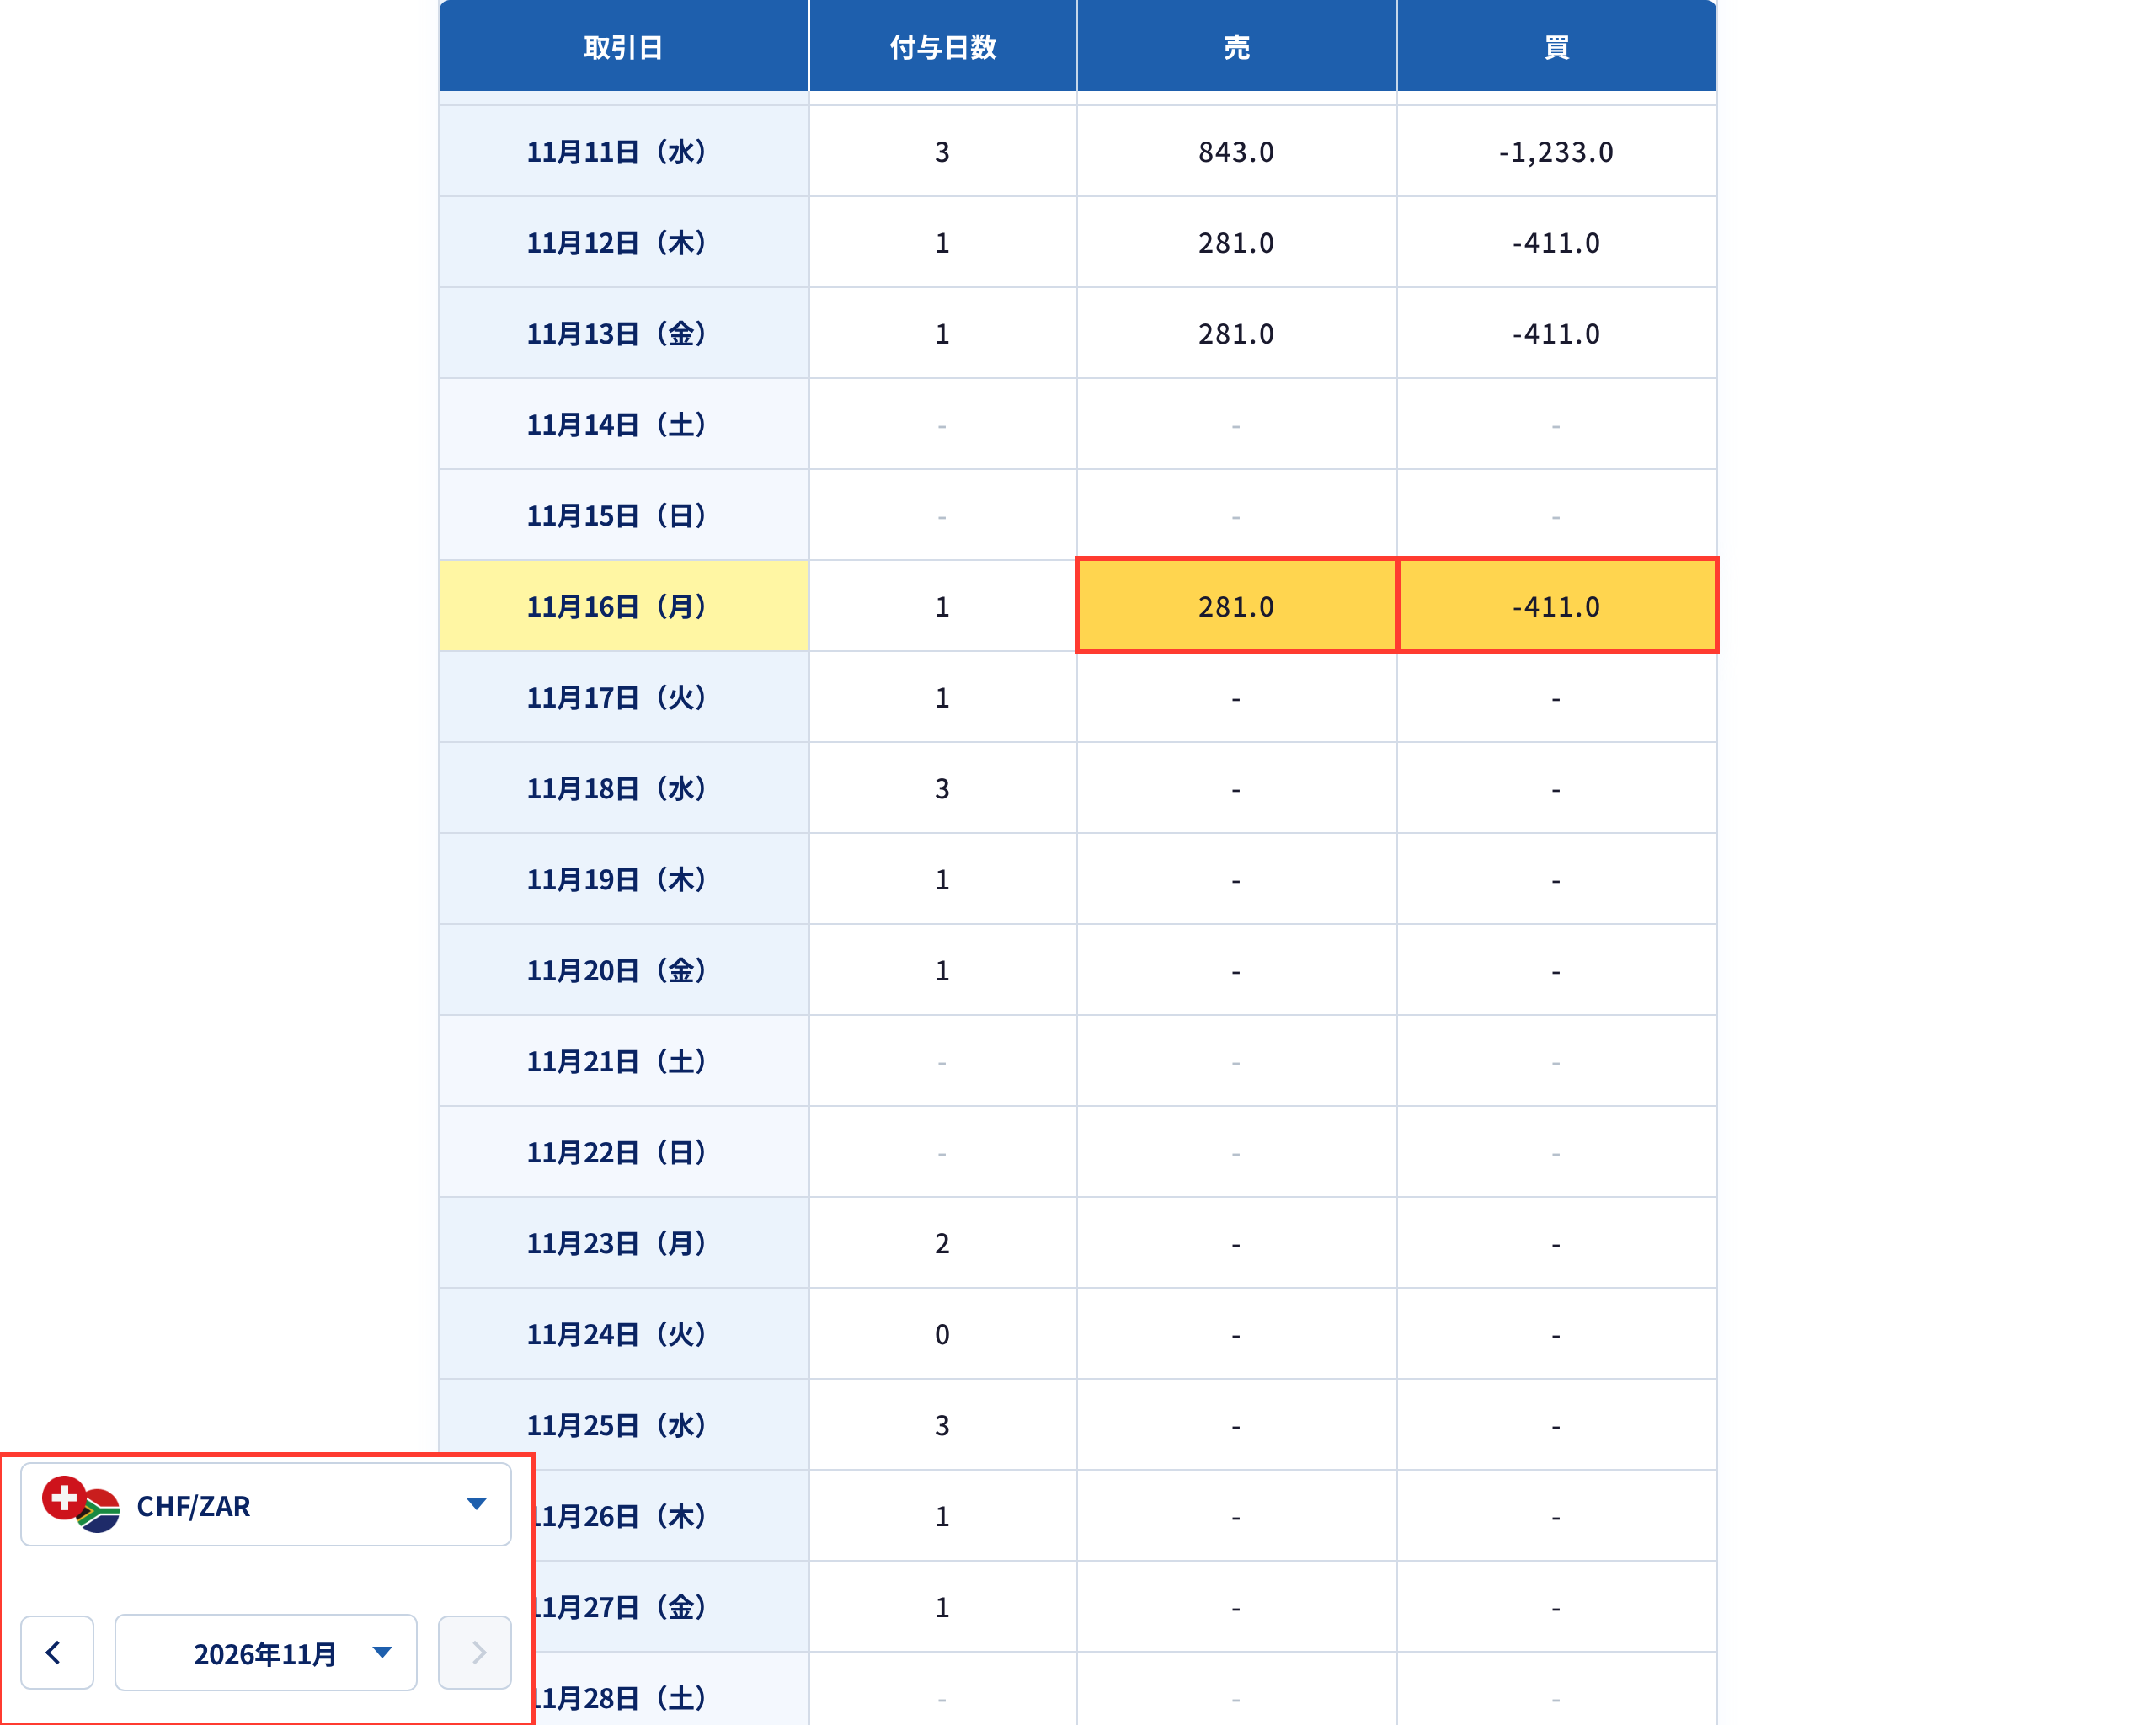 取引日 付与日数 売 買
11月11日（水） 3 843.0 -1,233.0
11月12日（木） 1 281.0 -411.0
11月13日（金） 1 281.0 -411.0
11月14日（土） - - -
11月15日（日） - - -
11月16日（月） 1 281.0 -411.0
11月17日（火） 1 - -
11月18日（水） 3 - -
11月19日（木） 1 - -
11月20日（金） 1 - -
11月21日（土） - - -
11月22日（日） - - -
11月23日（月） 2 - -
11月24日（火） 0 - -
11月25日（水） 3 - -
11月26日（木） 1 - -
11月27日（金） 1 - -
11月28日（土） - - -
CHF/ZAR
2026年11月